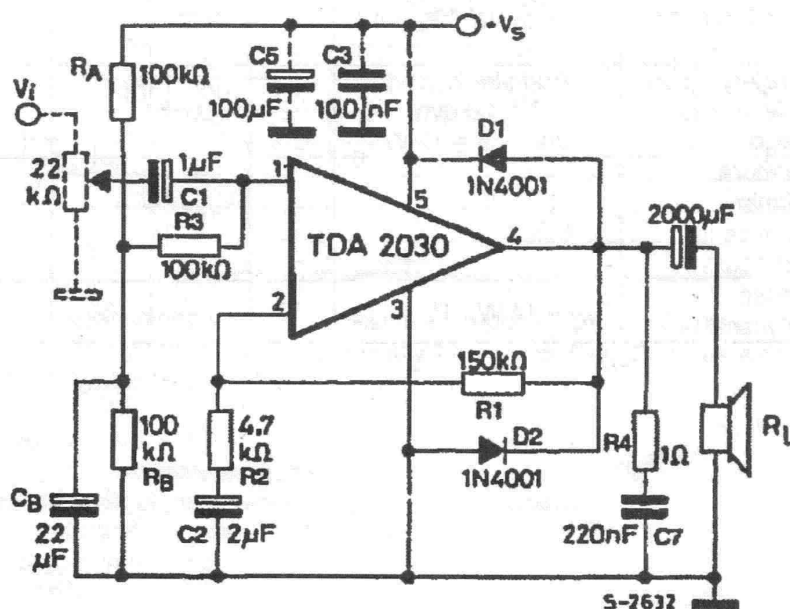 +Vs
RA
100kΩ
C5
100µF
C3
100nF
Vi
22
kΩ
1µF
C1
R3
100kΩ
1
2
TDA 2030
5
4
3
D1
1N4001
2000µF
150kΩ
R1
D2
1N4001
100
kΩ
RB
4.7
kΩ
R2
R4
1Ω
RL
CB
22
µF
C2
2µF
220nF
C7
S-2632